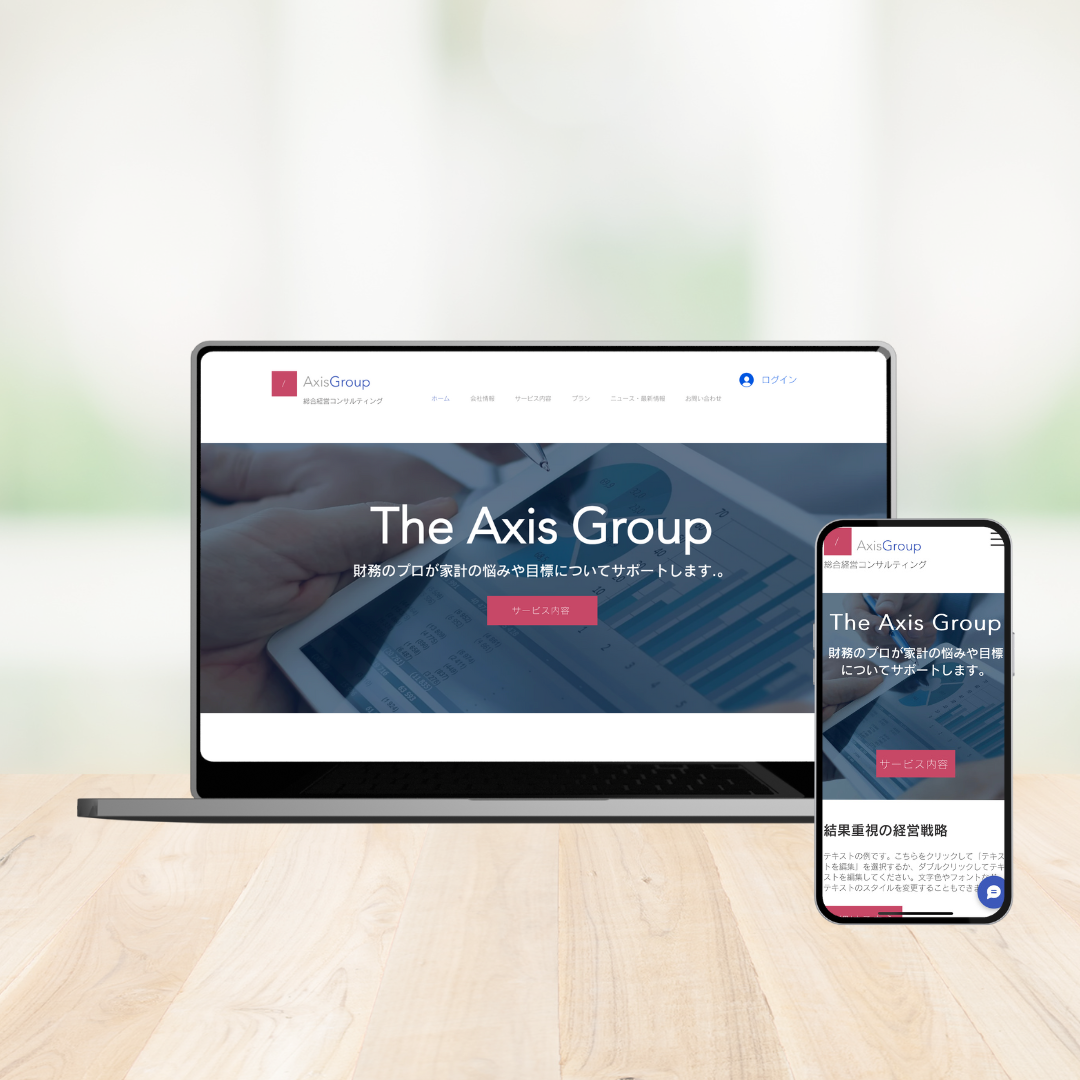 AxisGroup
総合経営コンサルティング
ホーム 会社情報 サービス内容 プラン ニュース・最新情報 お問い合わせ
ログイン
The Axis Group
財務のプロが家計の悩みや目標についてサポートします.。
サービス内容
70
AxisGroup
総合経営コンサルティング
The Axis Group
財務のプロが家計の悩みや目標
についてサポートします。
サービス内容
結果重視の経営戦略
テキストの例です。こちらをクリックして「テキス
トを編集」を選択するか、ダブルクリックしてテキ
ストを編集してください。文字色やフォント
テキストのスタイルを変更することもでき